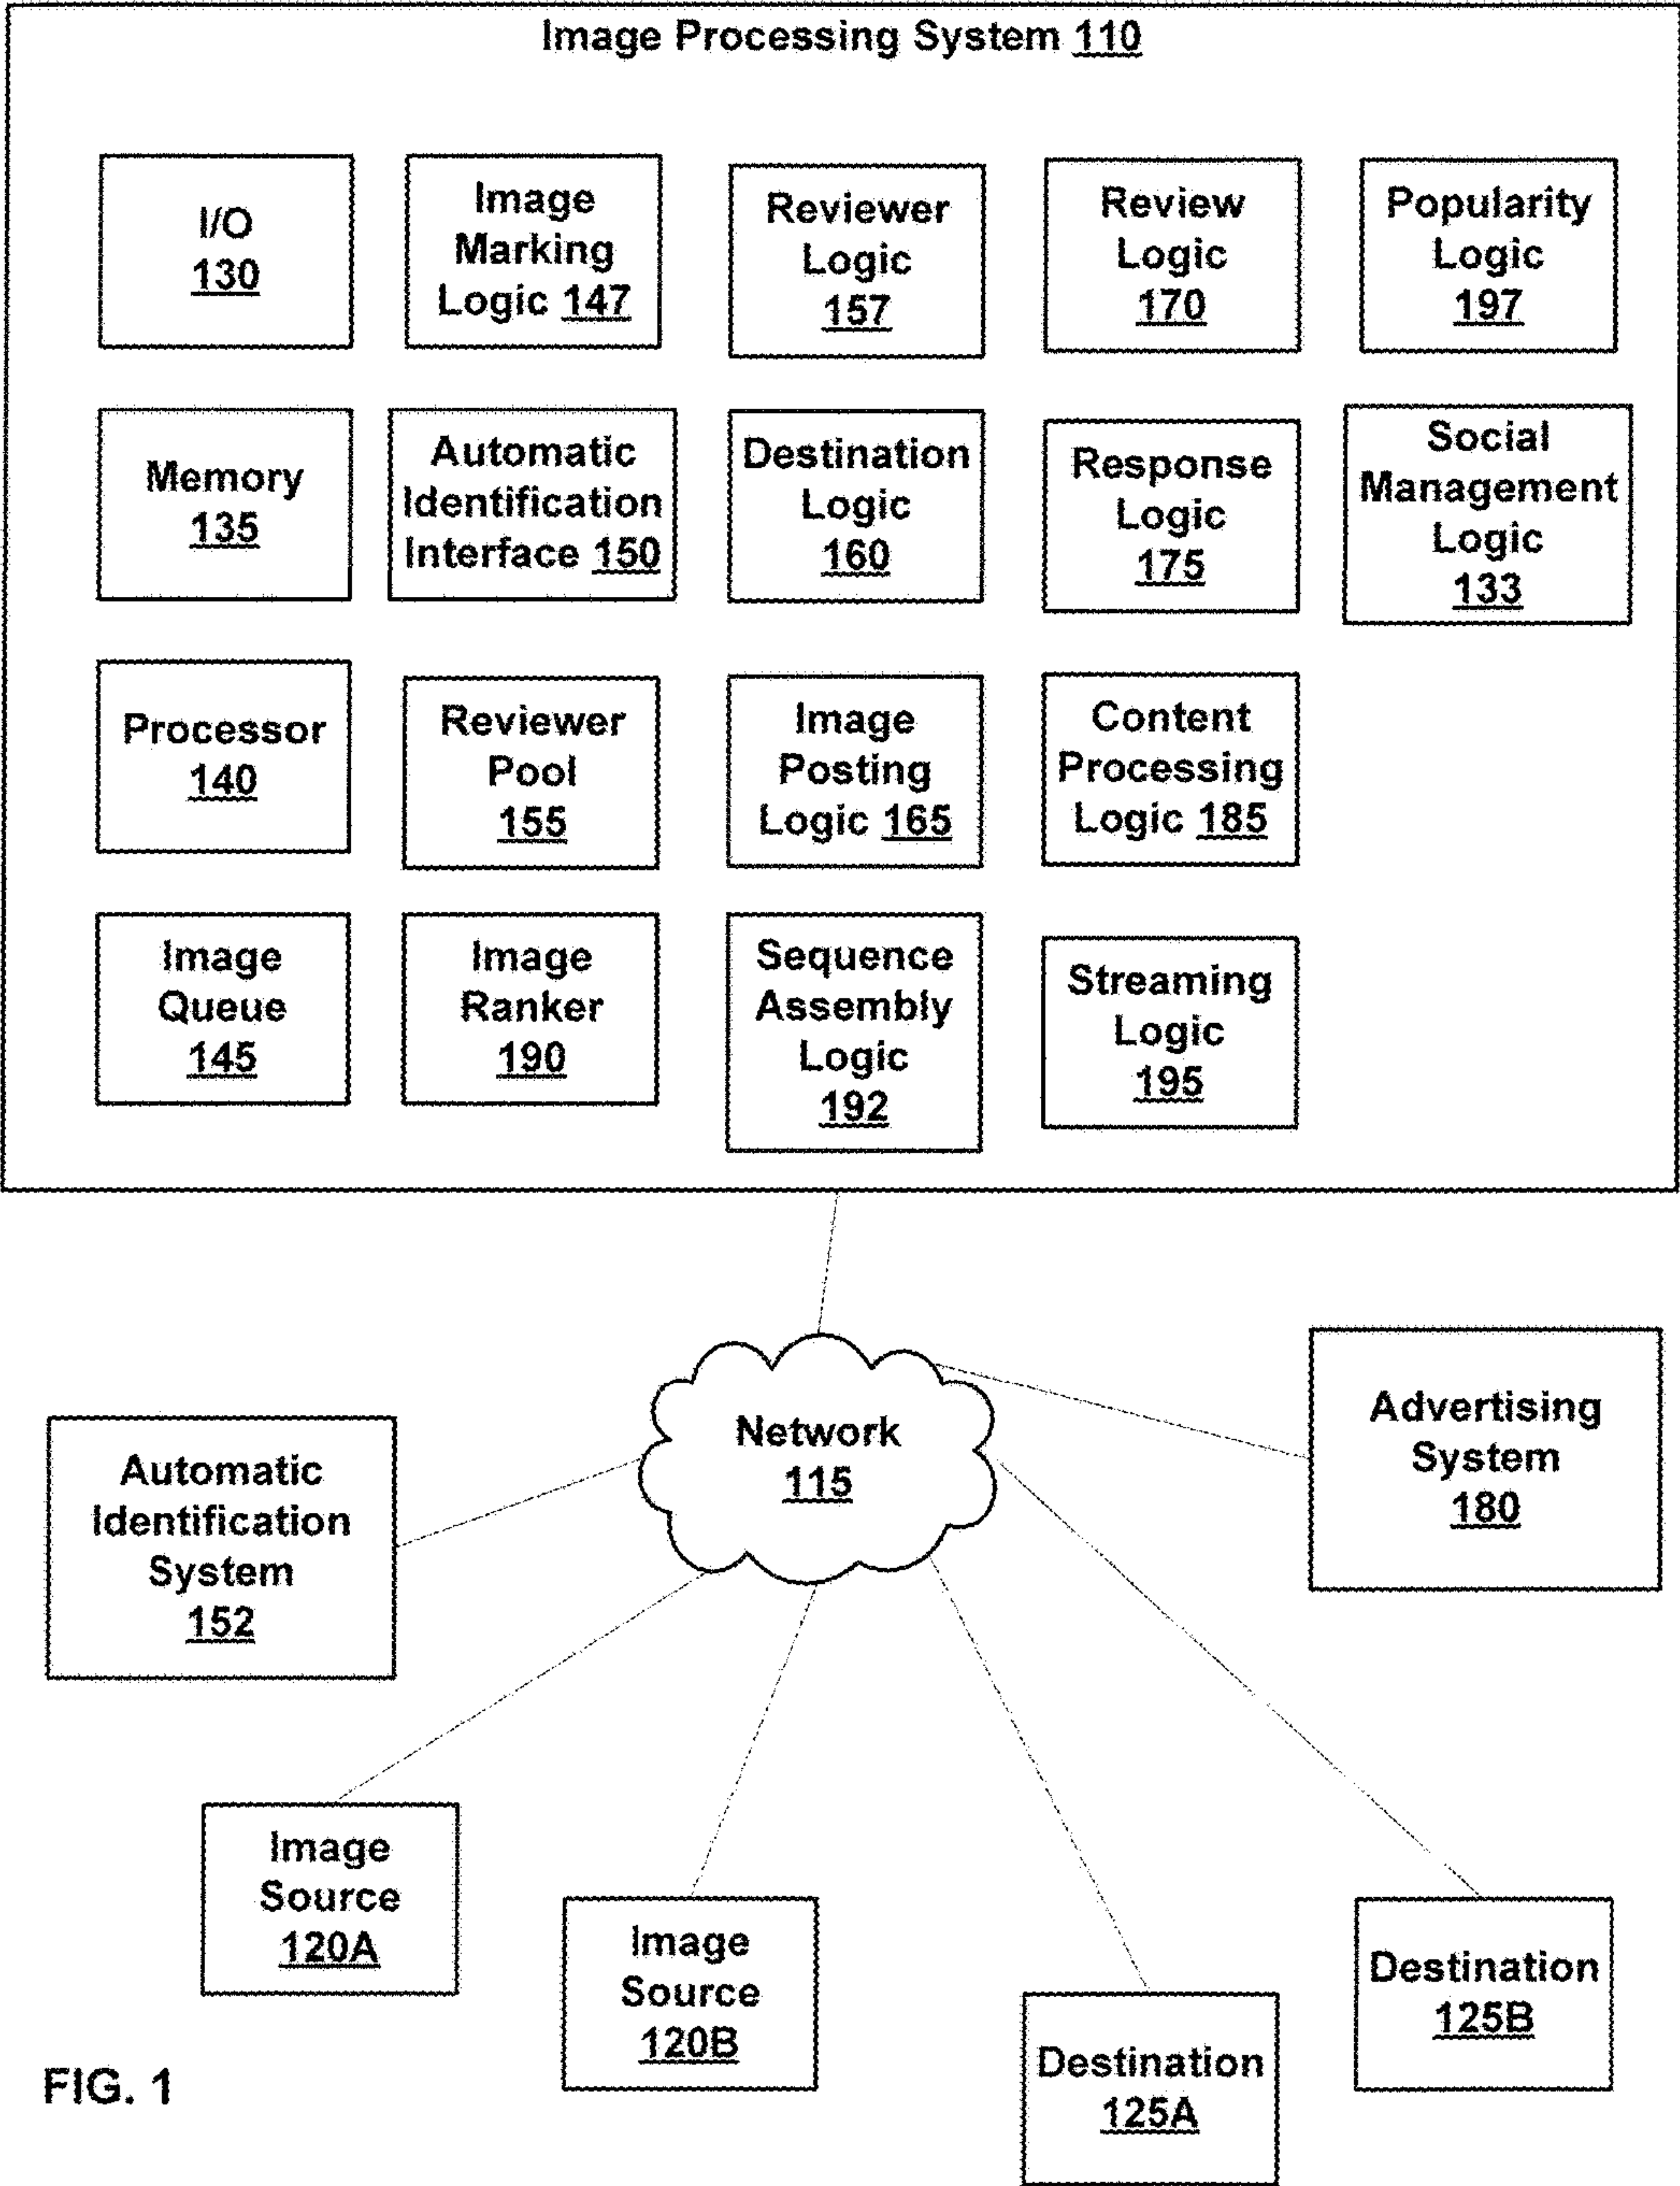 Image Processing System 110
I/O
130
Image
Marking
Logic 147
Reviewer
Logic
157
Review
Logic
170
Popularity
Logic
197
Memory
135
Automatic
Identification
Interface 150
Destination
Logic
160
Response
Logic
175
Social
Management
Logic
133
Processor
140
Reviewer
Pool
155
Image
Posting
Logic 165
Content
Processing
Logic 185
Image
Queue
145
Image
Ranker
190
Sequence
Assembly
Logic
192
Streaming
Logic
195
Network
115
Advertising
System
180
Automatic
Identification
System
152
Image
Source
120A
Image
Source
120B
Destination
125A
Destination
125B
FIG. 1